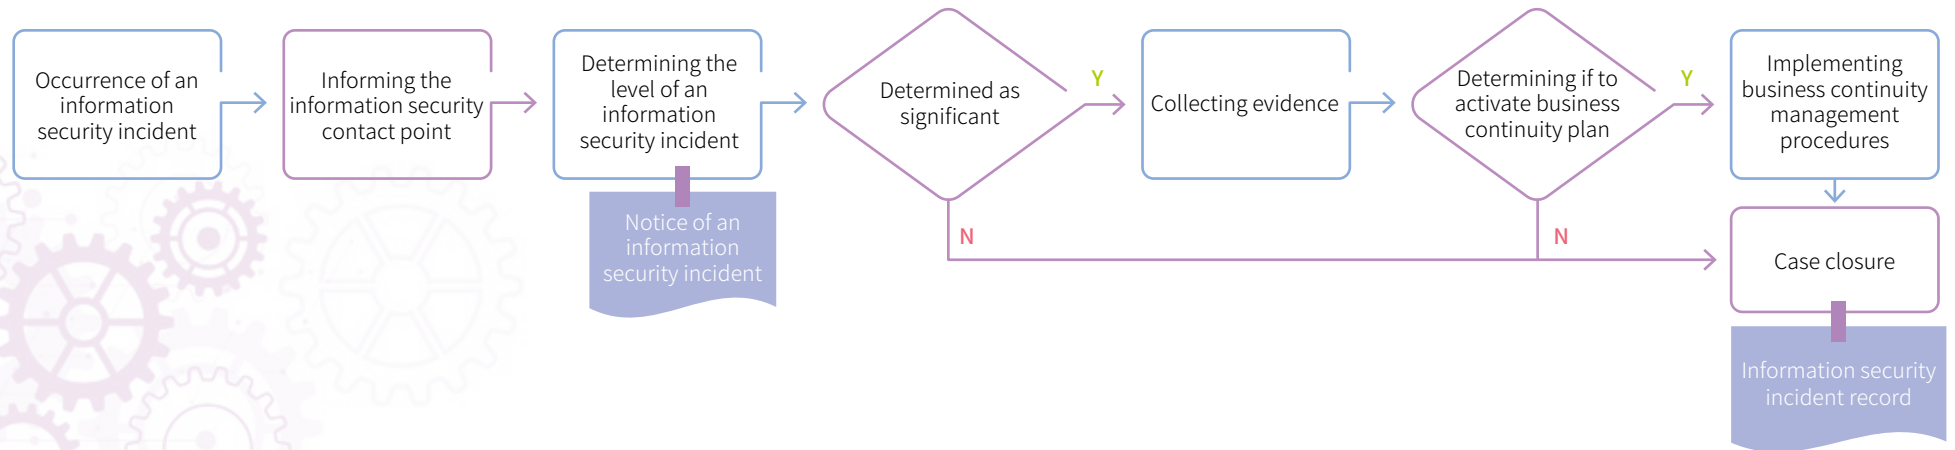 Occurrence of an
information
security incident
Informing the
information security
contact point
Determining the
level of an
information
security incident
Notice of an
information
security incident
Determined as
significant
Y
N
Collecting evidence
Determining if to
activate business
continuity plan
Y
N
Implementing
business continuity
management
procedures
Case closure
Information security
incident record